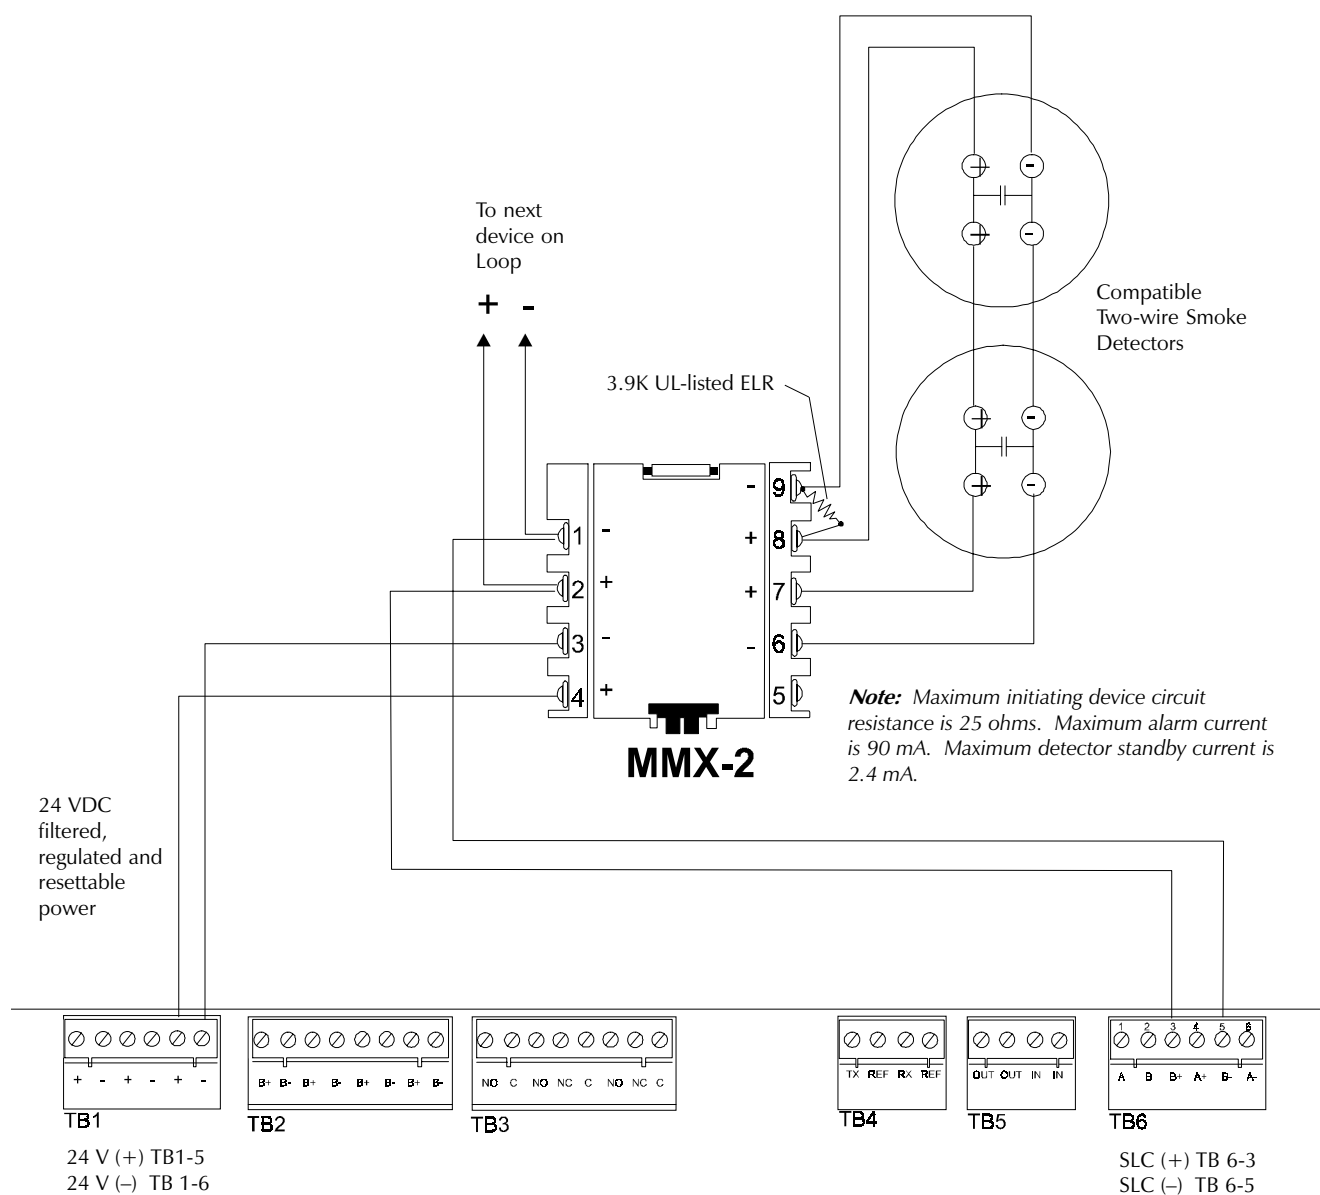 To next
device on
Loop
+ -
Compatible
Two-wire Smoke
Detectors
3.9K UL-listed ELR
+ -
+ -
+ -
+ -
1 -
2 +
3 -
4 +
- 9
+ 8
+ 7
- 6
5
MMX-2
Note: Maximum initiating device circuit
resistance is 25 ohms. Maximum alarm current
is 90 mA. Maximum detector standby current is
2.4 mA.
24 VDC
filtered,
regulated and
resettable
power
+ - + - + -
TB1
B+ B- B+ B- B+ B- B+ B-
TB2
NO C NO NC C NO NC C
TB3
TX REF RX REF
TB4
OUT OUT IN IN
TB5
1 2 3 4 5 6
A B B+ A+ B- A-
TB6
24 V (+) TB1-5
24 V (–) TB 1-6
SLC (+) TB 6-3
SLC (–) TB 6-5